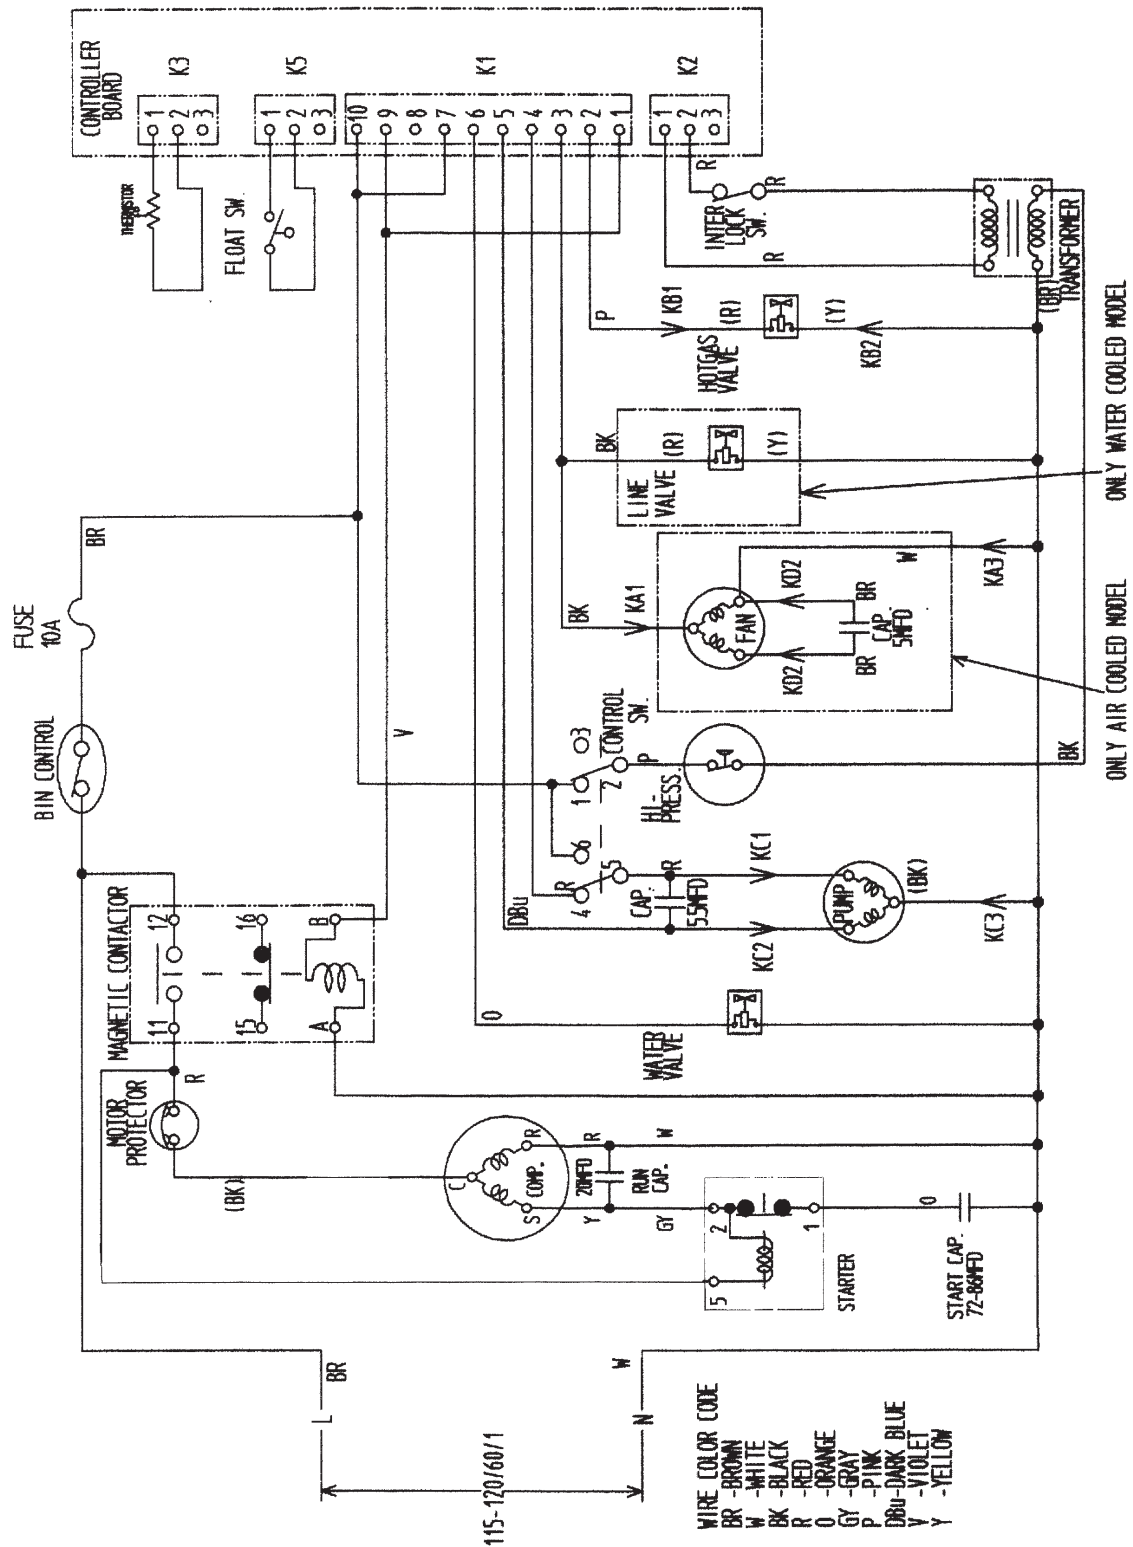 CONTROLLER
BOARD
K3
K5
K1
K2
1
2
3
1
2
3
10
9
8
7
6
5
4
3
2
1
1
2
3
THERMISTOR
FLOAT SW.
R
R
INTER
LOCK
SW.
R
TRANSFORMER
(BR)
P
KB1
(R)
HOTGAS
VALVE
(Y)
KB2
BK
(R)
LINE
VALVE
(Y)
ONLY WATER COOLED MODEL
BR
FUSE
10A
BIN CONTROL
V
BK
KA1
FAN
KD2
BR
CAP.
5MFD
BR
KD2
W
KA3
ONLY AIR COOLED MODEL
3
CONTROL
SW.
1
2
P
HI-
PRESS.
BK
6
5
R
4
DBu
R
CAP
55MFD
KC1
KC2
PUMP
(BK)
KC3
MAGNETIC CONTACTOR
12
16
B
11
15
A
O
WATER
VALVE
MOTOR
PROTECTOR
R
(BK)
C
R
S
COMP.
R
W
20MFD
RUN
CAP.
Y
GY
2
1
5
STARTER
O
START CAP.
72-86MFD
BR
L
W
N
115-120/60/1
WIRE COLOR CODE
BR -BROWN
W -WHITE
BK -BLACK
R -RED
O -ORANGE
GY -GRAY
P -PINK
DBu-DARK BLUE
V -VIOLET
Y -YELLOW